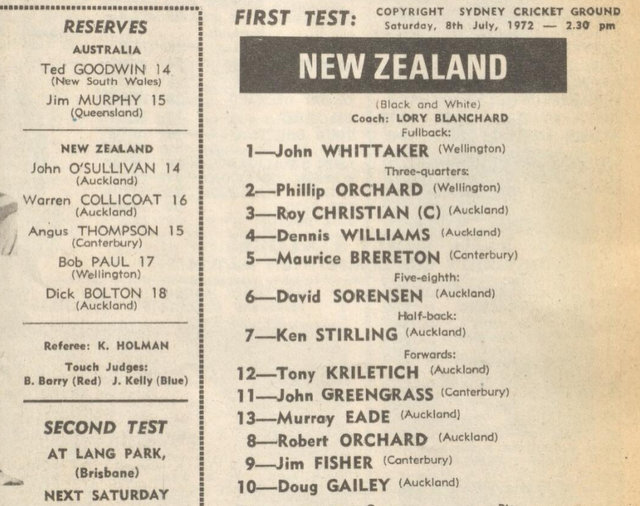 RESERVES
AUSTRALIA
Ted GOODWIN 14
(New South Wales)
Jim MURPHY 15
(Queensland)
NEW ZEALAND
John O'SULLIVAN 14
(Auckland)
Warren COLLICOAT 16
(Auckland)
Angus THOMPSON 15
(Canterbury)
Bob PAUL 17
(Wellington)
Dick BOLTON 18
(Auckland)
Referee: K. HOLMAN
Touch Judges:
B. Barry (Red) J. Kelly (Blue)
SECOND TEST
AT LANG PARK,
(Brisbane)
NEXT SATURDAY
FIRST TEST:
COPYRIGHT SYDNEY CRICKET GROUND
Saturday, 8th July, 1972 — 2.30 pm
NEW ZEALAND
(Black and White)
Coach: LORY BLANCHARD
Fullback:
1—John WHITTAKER (Wellington)
Three-quarters:
2—Phillip ORCHARD (Wellington)
3—Roy CHRISTIAN (C) (Auckland)
4—Dennis WILLIAMS (Auckland)
5—Maurice BRERETON (Canterbury)
Five-eighth:
6—David SORENSEN (Auckland)
Half-back:
7—Ken STIRLING (Auckland)
Forwards:
12—Tony KRILETICH (Auckland)
11—John GREENGRASS (Canterbury)
13—Murray EADE (Auckland)
8—Robert ORCHARD (Auckland)
9—Jim FISHER (Canterbury)
10—Doug GAILEY (Auckland)